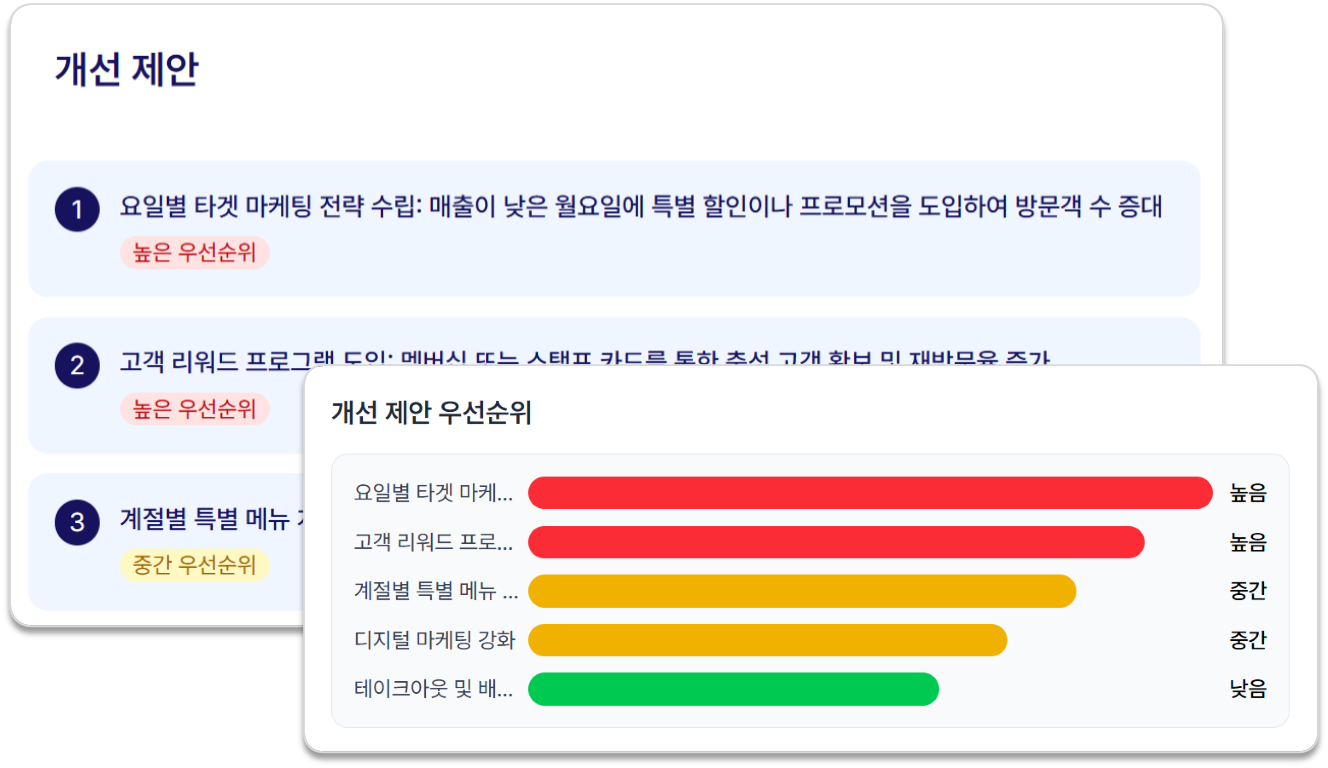 개선 제안
1
요일별 타겟 마케팅 전략 수립: 매출이 낮은 월요일에 특별 할인이나 프로모션을 도입하여 방문객 수 증대
높은 우선순위
2
고객 리워드 프로그램 도입: 멤버십 또는 스탬프 카드를 통한 충성 고객 확보 및 재방문율 증가
높은 우선순위
3
계절별 특별 메뉴
중간 우선순위
개선 제안 우선순위
요일별 타겟 마케... 높음
고객 리워드 프로... 높음
계절별 특별 메뉴 ... 중간
디지털 마케팅 강화 중간
테이크아웃 및 배... 낮음